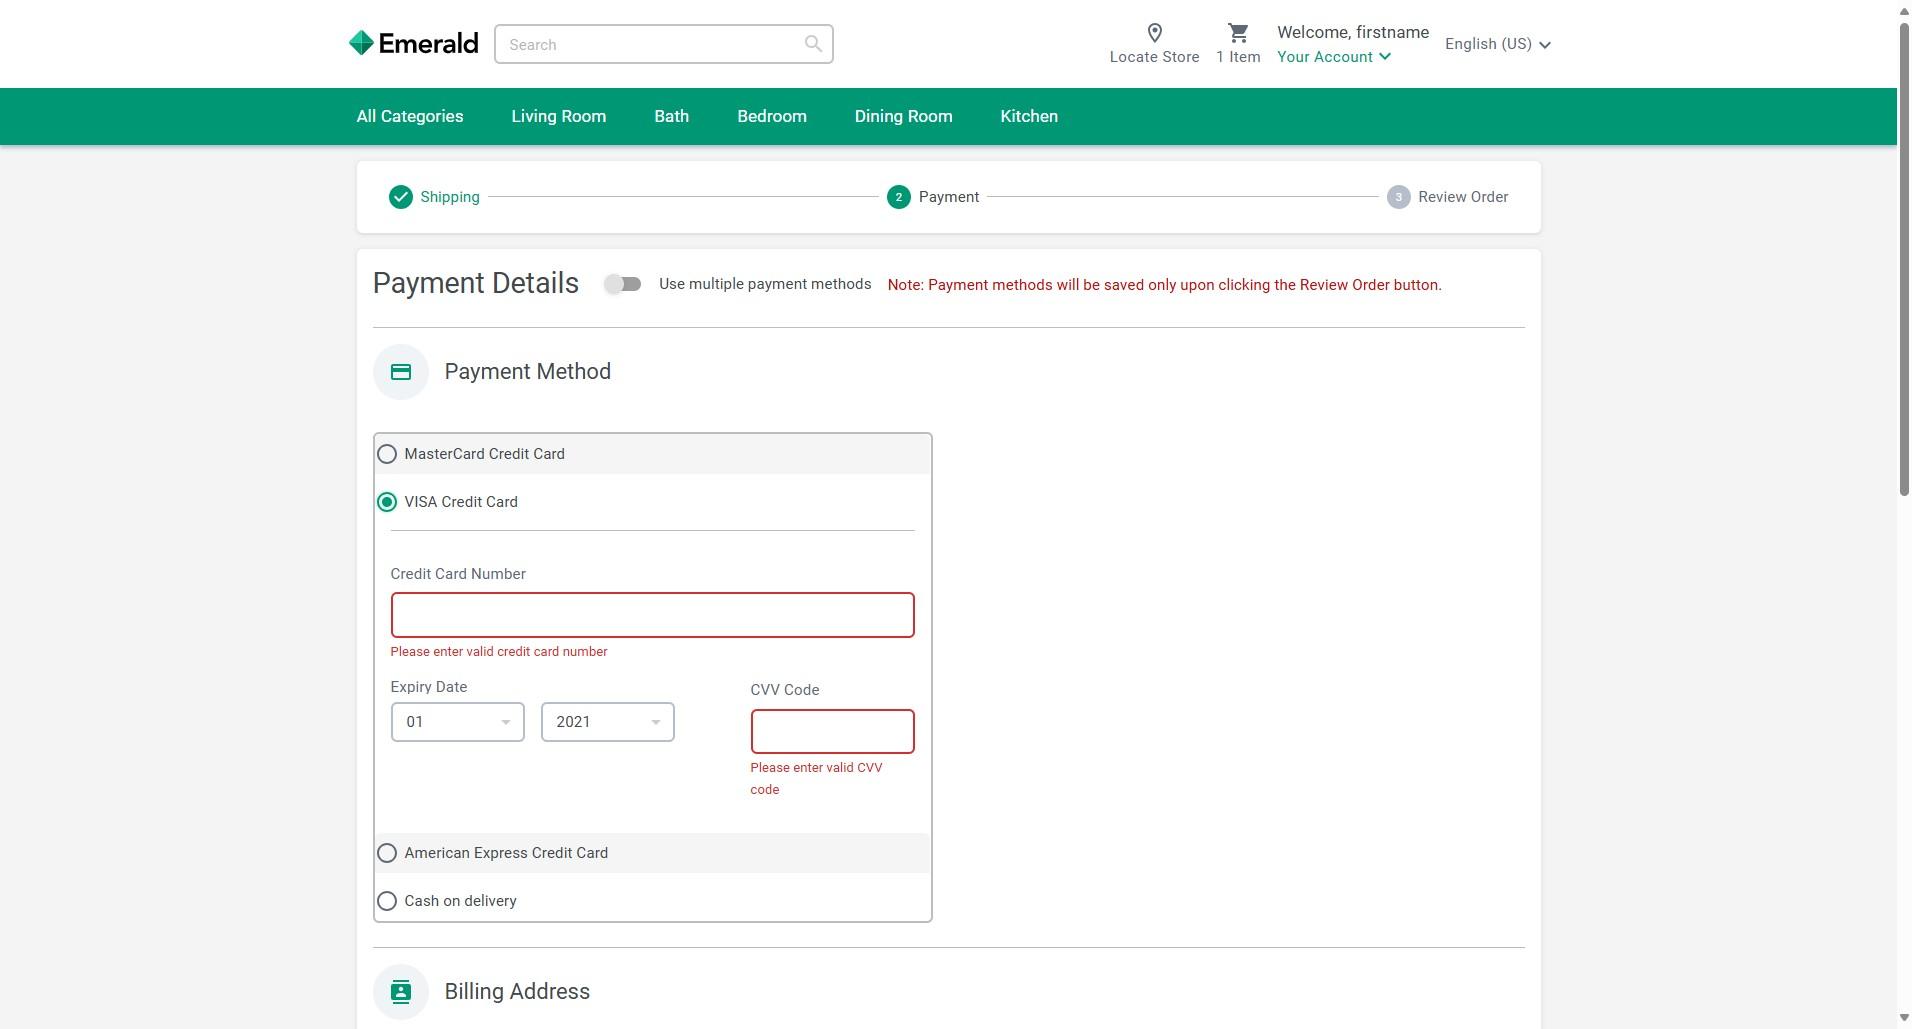 Emerald
Search
Locate Store
1 Item
Welcome, firstname
Your Account
English (US)
All Categories
Living Room
Bath
Bedroom
Dining Room
Kitchen
Shipping
2 Payment
3 Review Order
Payment Details
Use multiple payment methods
Note: Payment methods will be saved only upon clicking the Review Order button.
Payment Method
MasterCard Credit Card
VISA Credit Card
Credit Card Number
Please enter valid credit card number
Expiry Date
01
2021
CVV Code
Please enter valid CVV
code
American Express Credit Card
Cash on delivery
Billing Address